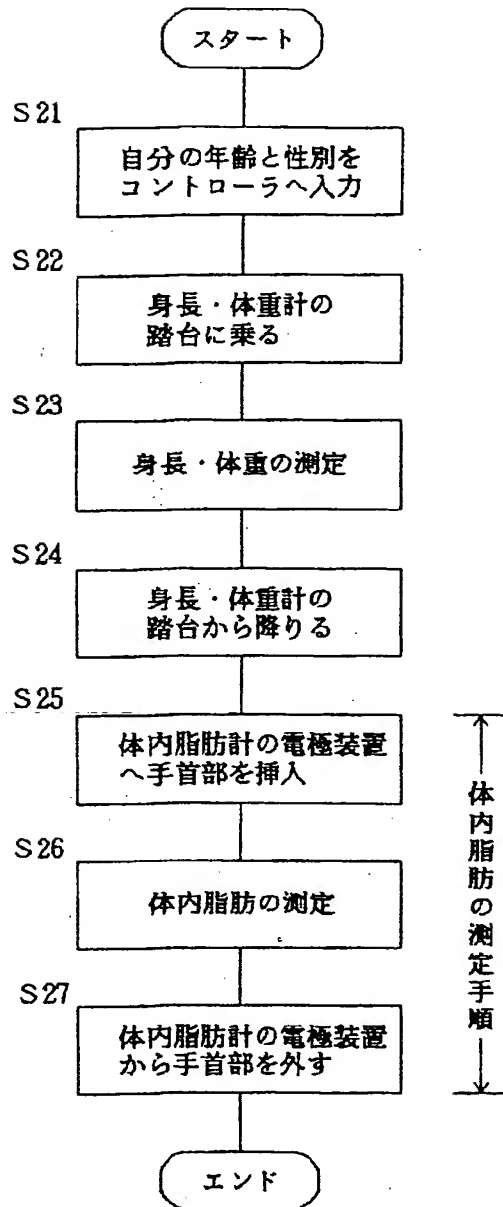 スタート
S21
自分の年齢と性別を
コントローラへ入力
S22
身長・体重計の
踏台に乗る
S23
身長・体重の測定
S24
身長・体重計の
踏台から降りる
S25
体内脂肪計の電極装置
へ手首部を挿入
S26
体内脂肪の測定
S27
体内脂肪計の電極装置
から手首部を外す
体内脂肪の測定手順
エンド